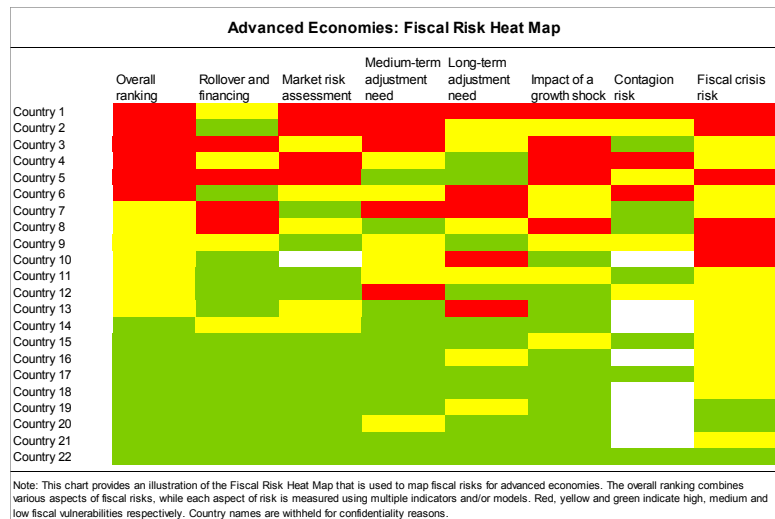 Advanced Economies: Fiscal Risk Heat Map
Overall ranking
Rollover and financing
Market risk assessment
Medium-term adjustment need
Long-term adjustment need
Impact of a growth shock
Contagion risk
Fiscal crisis risk
Country 1
Country 2
Country 3
Country 4
Country 5
Country 6
Country 7
Country 8
Country 9
Country 10
Country 11
Country 12
Country 13
Country 14
Country 15
Country 16
Country 17
Country 18
Country 19
Country 20
Country 21
Country 22
Note: This chart provides an illustration of the Fiscal Risk Heat Map that is used to map fiscal risks for advanced economies. The overall ranking combines
various aspects of fiscal risks, while each aspect of risk is measured using multiple indicators and/or models. Red, yellow and green indicate high, medium and
low fiscal vulnerabilities respectively. Country names are withheld for confidentiality reasons.